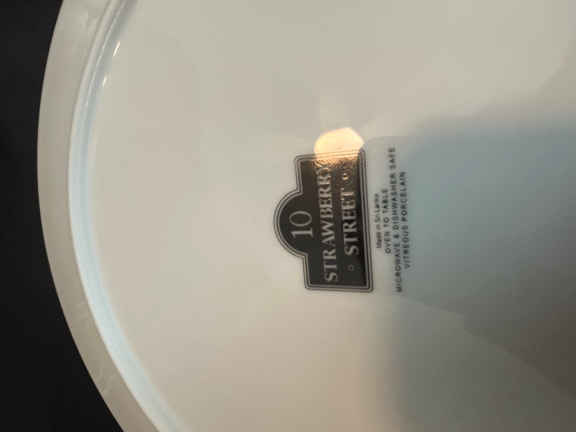 10
STRAWBERRY
STREET
Made in Sri Lanka
OVEN TO TABLE
MICROWAVE & DISHWASHER SAFE
VITREOUS PORCELAIN